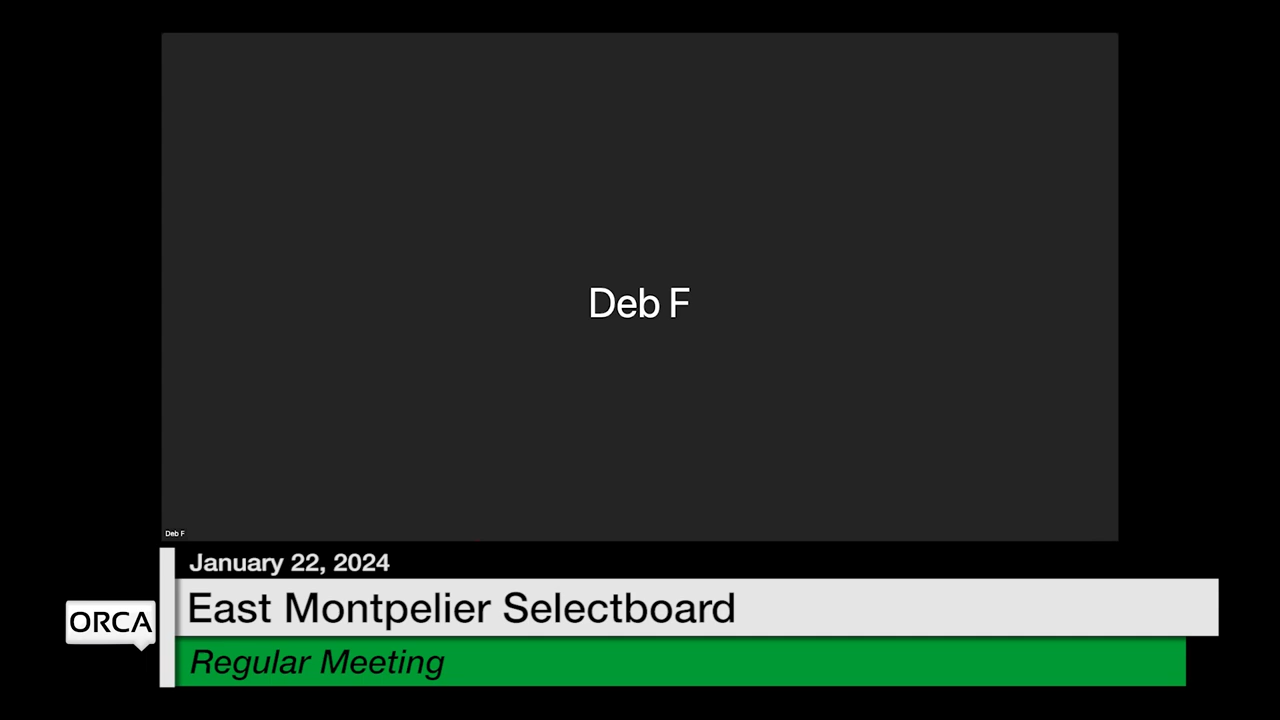 Deb F
Deb F
January 22, 2024
East Montpelier Selectboard
ORCA
Regular Meeting